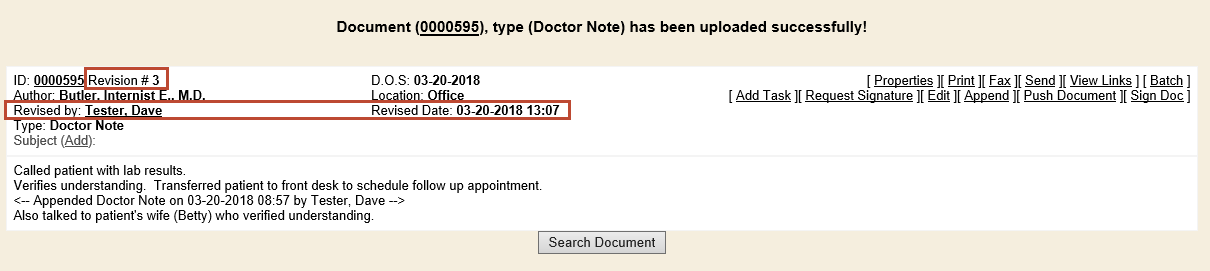 Document (0000595), type (Doctor Note) has been uploaded successfully!
ID: 0000595 Revision # 3 D.O.S: 03-20-2018 [ Properties ][ Print ][ Fax ][ Send ][ View Links ] [ Batch ]
Author: Butler, Internist E., M.D. Location: Office [ Add Task ][ Request Signature ][ Edit ][ Append ][ Push Document ][ Sign Doc ]
Revised by: Tester, Dave Revised Date: 03-20-2018 13:07
Type: Doctor Note
Subject (Add):
Called patient with lab results.
Verifies understanding.  Transferred patient to front desk to schedule follow up appointment.
<-- Appended Doctor Note on 03-20-2018 08:57 by Tester, Dave -->
Also talked to patient's wife (Betty) who verified understanding.
Search Document